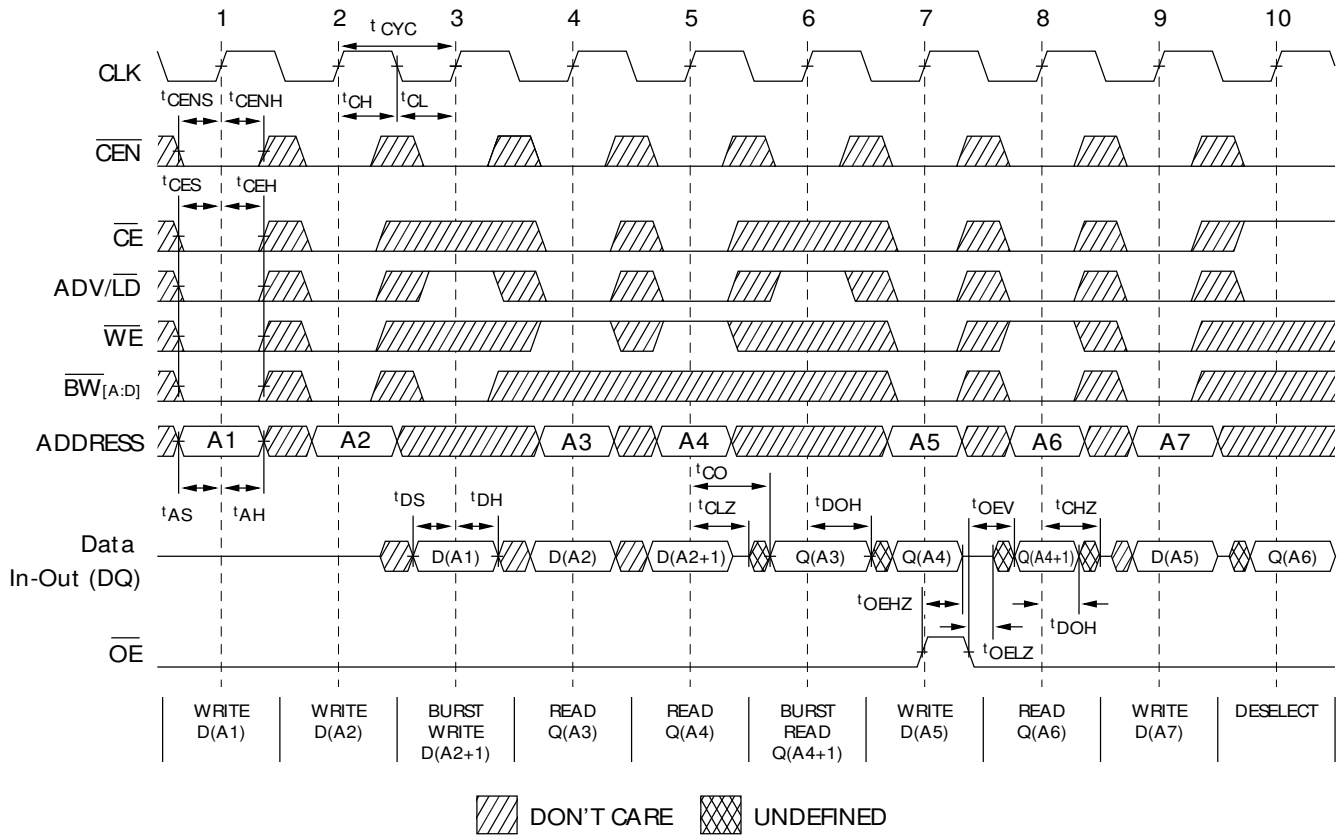 1 2 3 4 5 6 7 8 9 10
tCYC
CLK
tCENS tCENH tCH tCL
CEN
tCES tCEH
CE
ADV/LD
WE
BW[A:D]
ADDRESS A1 A2 A3 A4 A5 A6 A7
tCO
tAS tAH tDS tDH tCLZ tDOH tOEV tCHZ
Data
In-Out (DQ)
D(A1) D(A2) D(A2+1) Q(A3) Q(A4) Q(A4+1) D(A5) Q(A6)
tOEHZ tDOH
tOELZ
OE
WRITE
D(A1)
WRITE
D(A2)
BURST
WRITE
D(A2+1)
READ
Q(A3)
READ
Q(A4)
BURST
READ
Q(A4+1)
WRITE
D(A5)
READ
Q(A6)
WRITE
D(A7)
DESELECT
DON'T CARE UNDEFINED